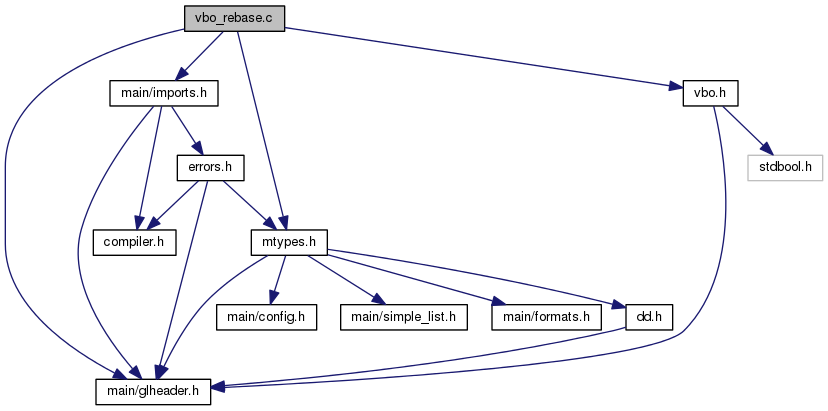 vbo_rebase.c
main/imports.h
vbo.h
errors.h
stdbool.h
compiler.h
mtypes.h
main/config.h
main/simple_list.h
main/formats.h
dd.h
main/glheader.h